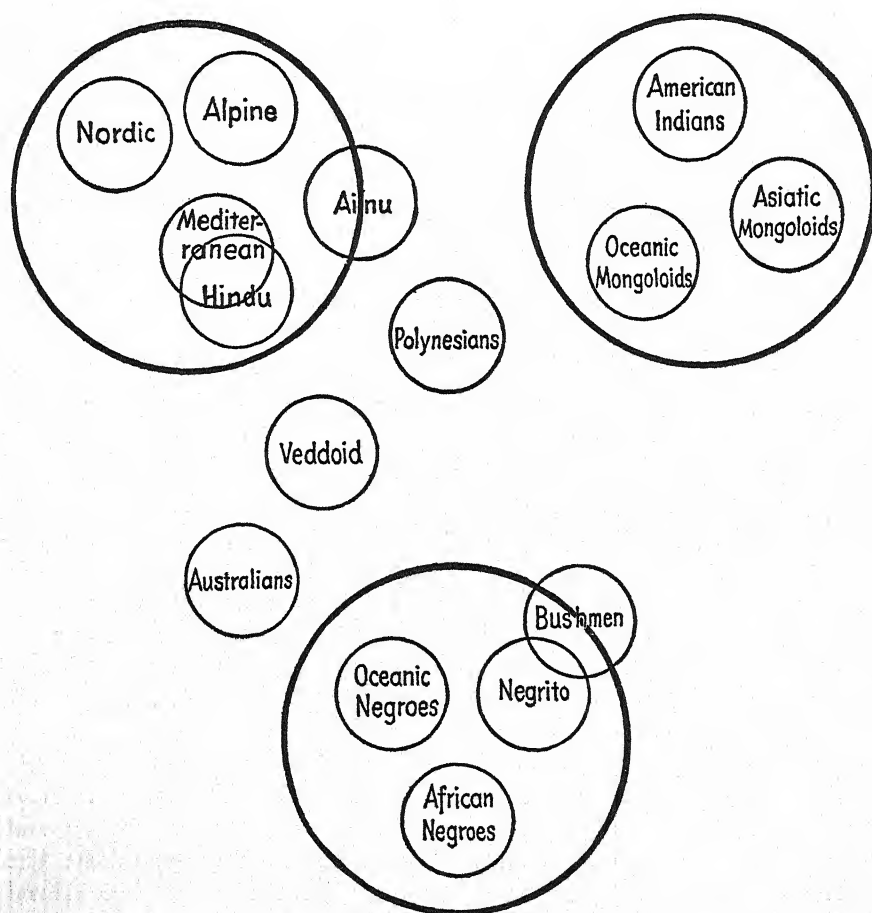 Nordic
Alpine
Ainu
Mediter-
ranean
Hindu
American
Indians
Asiatic
Mongoloids
Oceanic
Mongoloids
Polynesians
Veddoid
Australians
Bushmen
Oceanic
Negroes
Negrito
African
Negroes